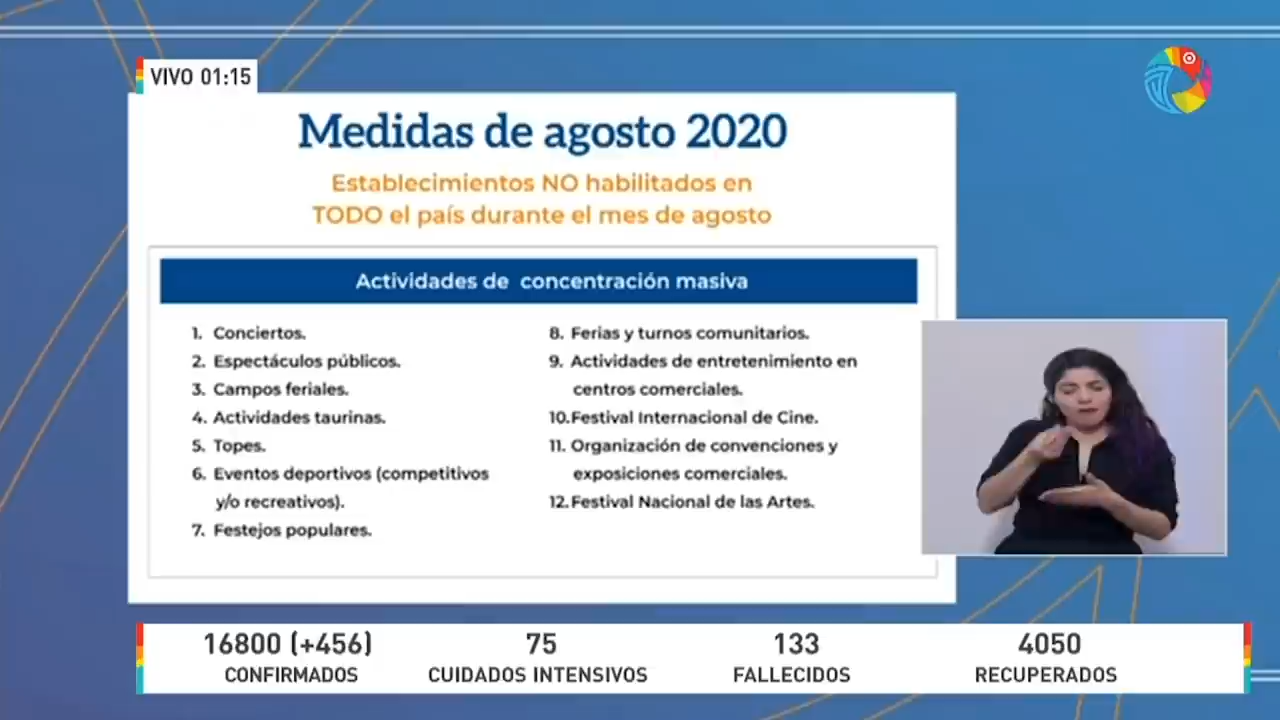 VIVO 01:15
Medidas de agosto 2020
Establecimientos NO habilitados en
TODO el país durante el mes de agosto
Actividades de concentración masiva
1. Conciertos.
2. Espectáculos públicos.
3. Campos feriales.
4. Actividades taurinas.
5. Topes.
6. Eventos deportivos (competitivos
y/o recreativos).
7. Festejos populares.
8. Ferias y turnos comunitarios.
9. Actividades de entretenimiento en
centros comerciales.
10.Festival Internacional de Cine.
11. Organización de convenciones y
exposiciones comerciales.
12.Festival Nacional de las Artes.
16800 (+456)
CONFIRMADOS
75
CUIDADOS INTENSIVOS
133
FALLECIDOS
4050
RECUPERADOS